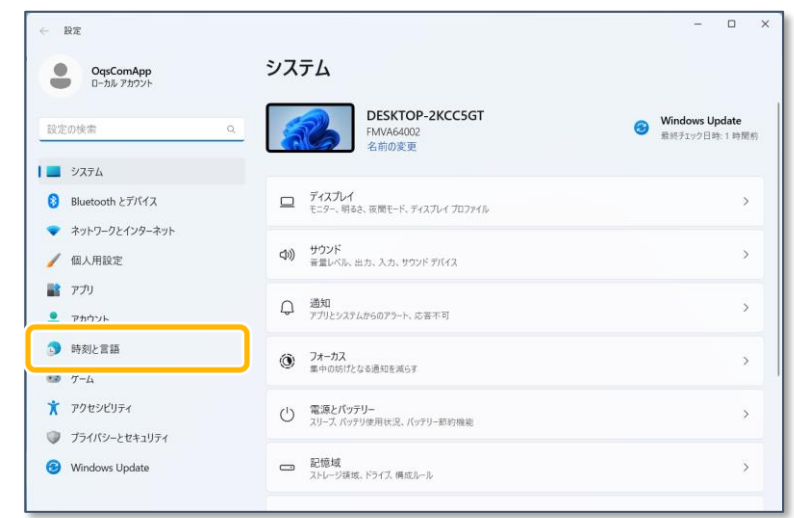 設定
OqsComApp
ローカル アカウント
設定の検索
システム
Bluetooth とデバイス
ネットワークとインターネット
個人用設定
アプリ
アカウント
時刻と言語
ゲーム
アクセシビリティ
プライバシーとセキュリティ
Windows Update
システム
DESKTOP-2KCC5GT
FMVA64002
名前の変更
Windows Update
最終チェック日時: 1 時間前
ディスプレイ
モニター、明るさ、夜間モード、ディスプレイ プロファイル
サウンド
音量レベル、出力、入力、サウンド デバイス
通知
アプリとシステムからのアラート、応答不可
フォーカス
集中の妨げとなる通知を減らす
電源とバッテリー
スリープ、バッテリ使用状況、バッテリー節約機能
記憶域
ストレージ領域、ドライブ、構成ルール